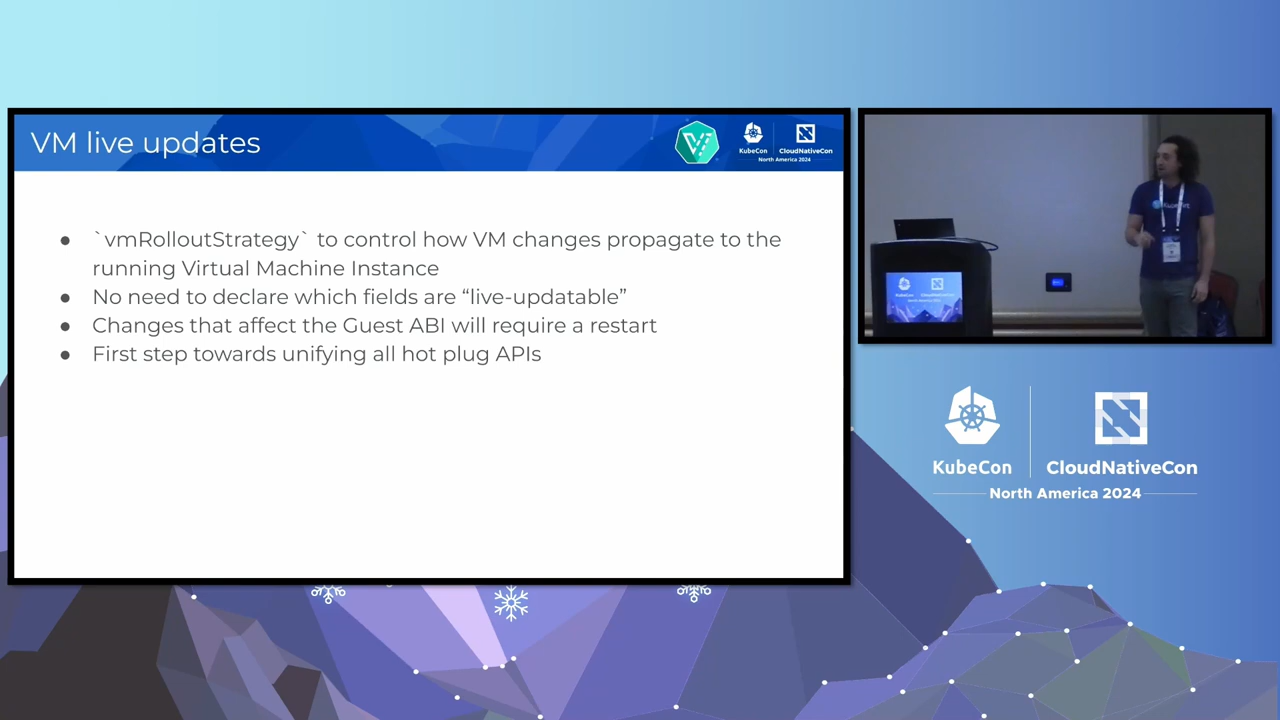 VM live updates
KubeCon
CloudNativeCon
North America 2024
● `vmRolloutStrategy` to control how VM changes propagate to the
running Virtual Machine Instance
● No need to declare which fields are “live-updatable”
● Changes that affect the Guest ABI will require a restart
● First step towards unifying all hot plug APIs
KubeCon
CloudNativeCon
North America 2024